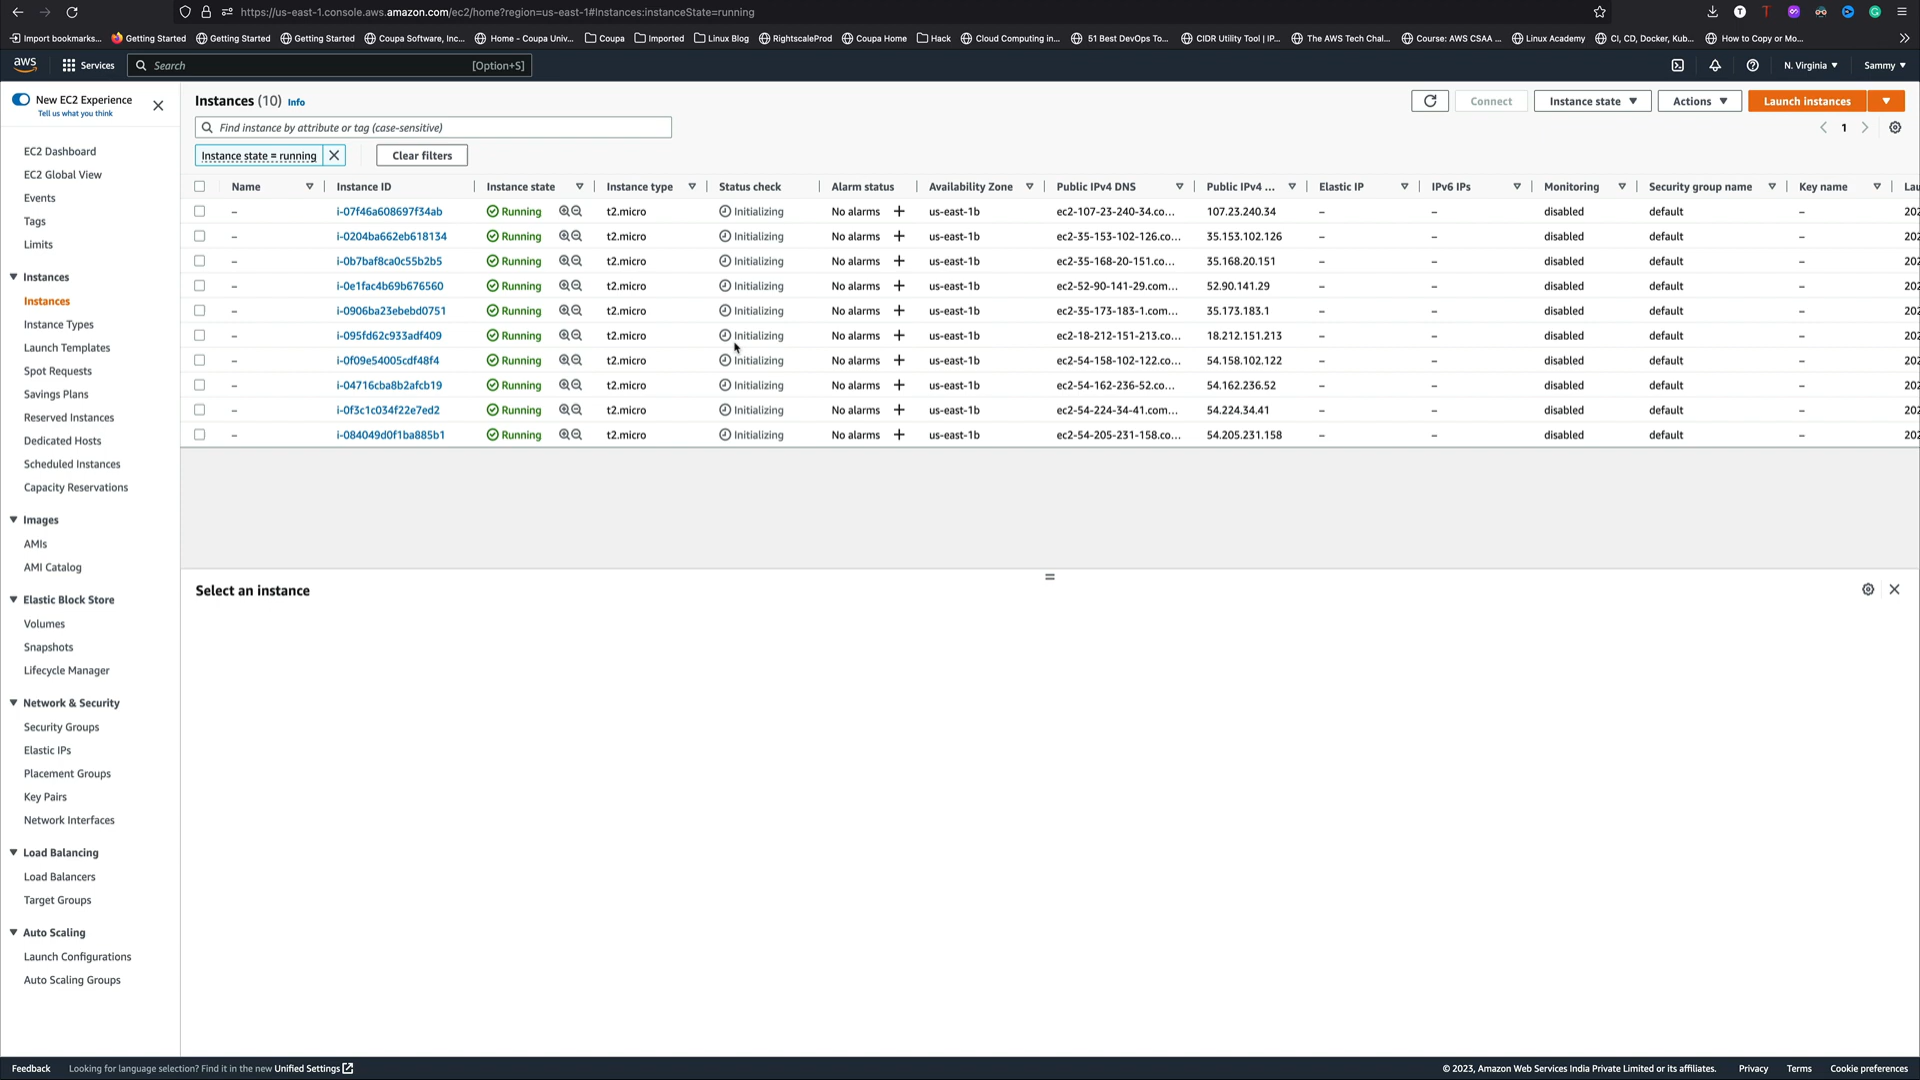 https://us-east-1.console.aws.amazon.com/ec2/home?region=us-east-1#Instances:instanceState=running
Import bookmarks... Getting Started Getting Started Getting Started Coupa Software, Inc... Home - Coupa Univ... Coupa Imported Linux Blog RightscaleProd Coupa Home Hack Cloud Computing in... 51 Best DevOps To... CIDR Utility Tool | IP... The AWS Tech Chal... Course: AWS CSAA ... Linux Academy CI, CD, Docker, Kub... How to Copy or Mo...
aws Services Search [Option+S] N. Virginia Sammy
New EC2 Experience
Tell us what you think
EC2 Dashboard
EC2 Global View
Events
Tags
Limits
Instances
Instances
Instance Types
Launch Templates
Spot Requests
Savings Plans
Reserved Instances
Dedicated Hosts
Scheduled Instances
Capacity Reservations
Images
AMIs
AMI Catalog
Elastic Block Store
Volumes
Snapshots
Lifecycle Manager
Network & Security
Security Groups
Elastic IPs
Placement Groups
Key Pairs
Network Interfaces
Load Balancing
Load Balancers
Target Groups
Auto Scaling
Launch Configurations
Auto Scaling Groups
Instances (10) Info Connect Instance state Actions Launch instances
Find instance by attribute or tag (case-sensitive) 1
Instance state = running Clear filters
Name Instance ID Instance state Instance type Status check Alarm status Availability Zone Public IPv4 DNS Public IPv4 ... Elastic IP IPv6 IPs Monitoring Security group name Key name Lau
– i-07f46a608697f34ab Running t2.micro Initializing No alarms + us-east-1b ec2-107-23-240-34.co... 107.23.240.34 – – disabled default – 202
– i-0204ba662eb618134 Running t2.micro Initializing No alarms + us-east-1b ec2-35-153-102-126.co... 35.153.102.126 – – disabled default – 202
– i-0b7baf8ca0c55b2b5 Running t2.micro Initializing No alarms + us-east-1b ec2-35-168-20-151.co... 35.168.20.151 – – disabled default – 202
– i-0e1fac4b69b676560 Running t2.micro Initializing No alarms + us-east-1b ec2-52-90-141-29.com... 52.90.141.29 – – disabled default – 202
– i-0906ba23ebebd0751 Running t2.micro Initializing No alarms + us-east-1b ec2-35-173-183-1.com... 35.173.183.1 – – disabled default – 202
– i-095fd62c933adf409 Running t2.micro Initializing No alarms + us-east-1b ec2-18-212-151-213.co... 18.212.151.213 – – disabled default – 202
– i-0f09e54005cdf48f4 Running t2.micro Initializing No alarms + us-east-1b ec2-54-158-102-122.co... 54.158.102.122 – – disabled default – 202
– i-04716cba8b2afcb19 Running t2.micro Initializing No alarms + us-east-1b ec2-54-162-236-52.co... 54.162.236.52 – – disabled default – 202
– i-0f3c1c034f22e7ed2 Running t2.micro Initializing No alarms + us-east-1b ec2-54-224-34-41.com... 54.224.34.41 – – disabled default – 202
– i-084049d0f1ba885b1 Running t2.micro Initializing No alarms + us-east-1b ec2-54-205-231-158.co... 54.205.231.158 – – disabled default – 202
Select an instance
Feedback Looking for language selection? Find it in the new Unified Settings © 2023, Amazon Web Services India Private Limited or its affiliates. Privacy Terms Cookie preferences